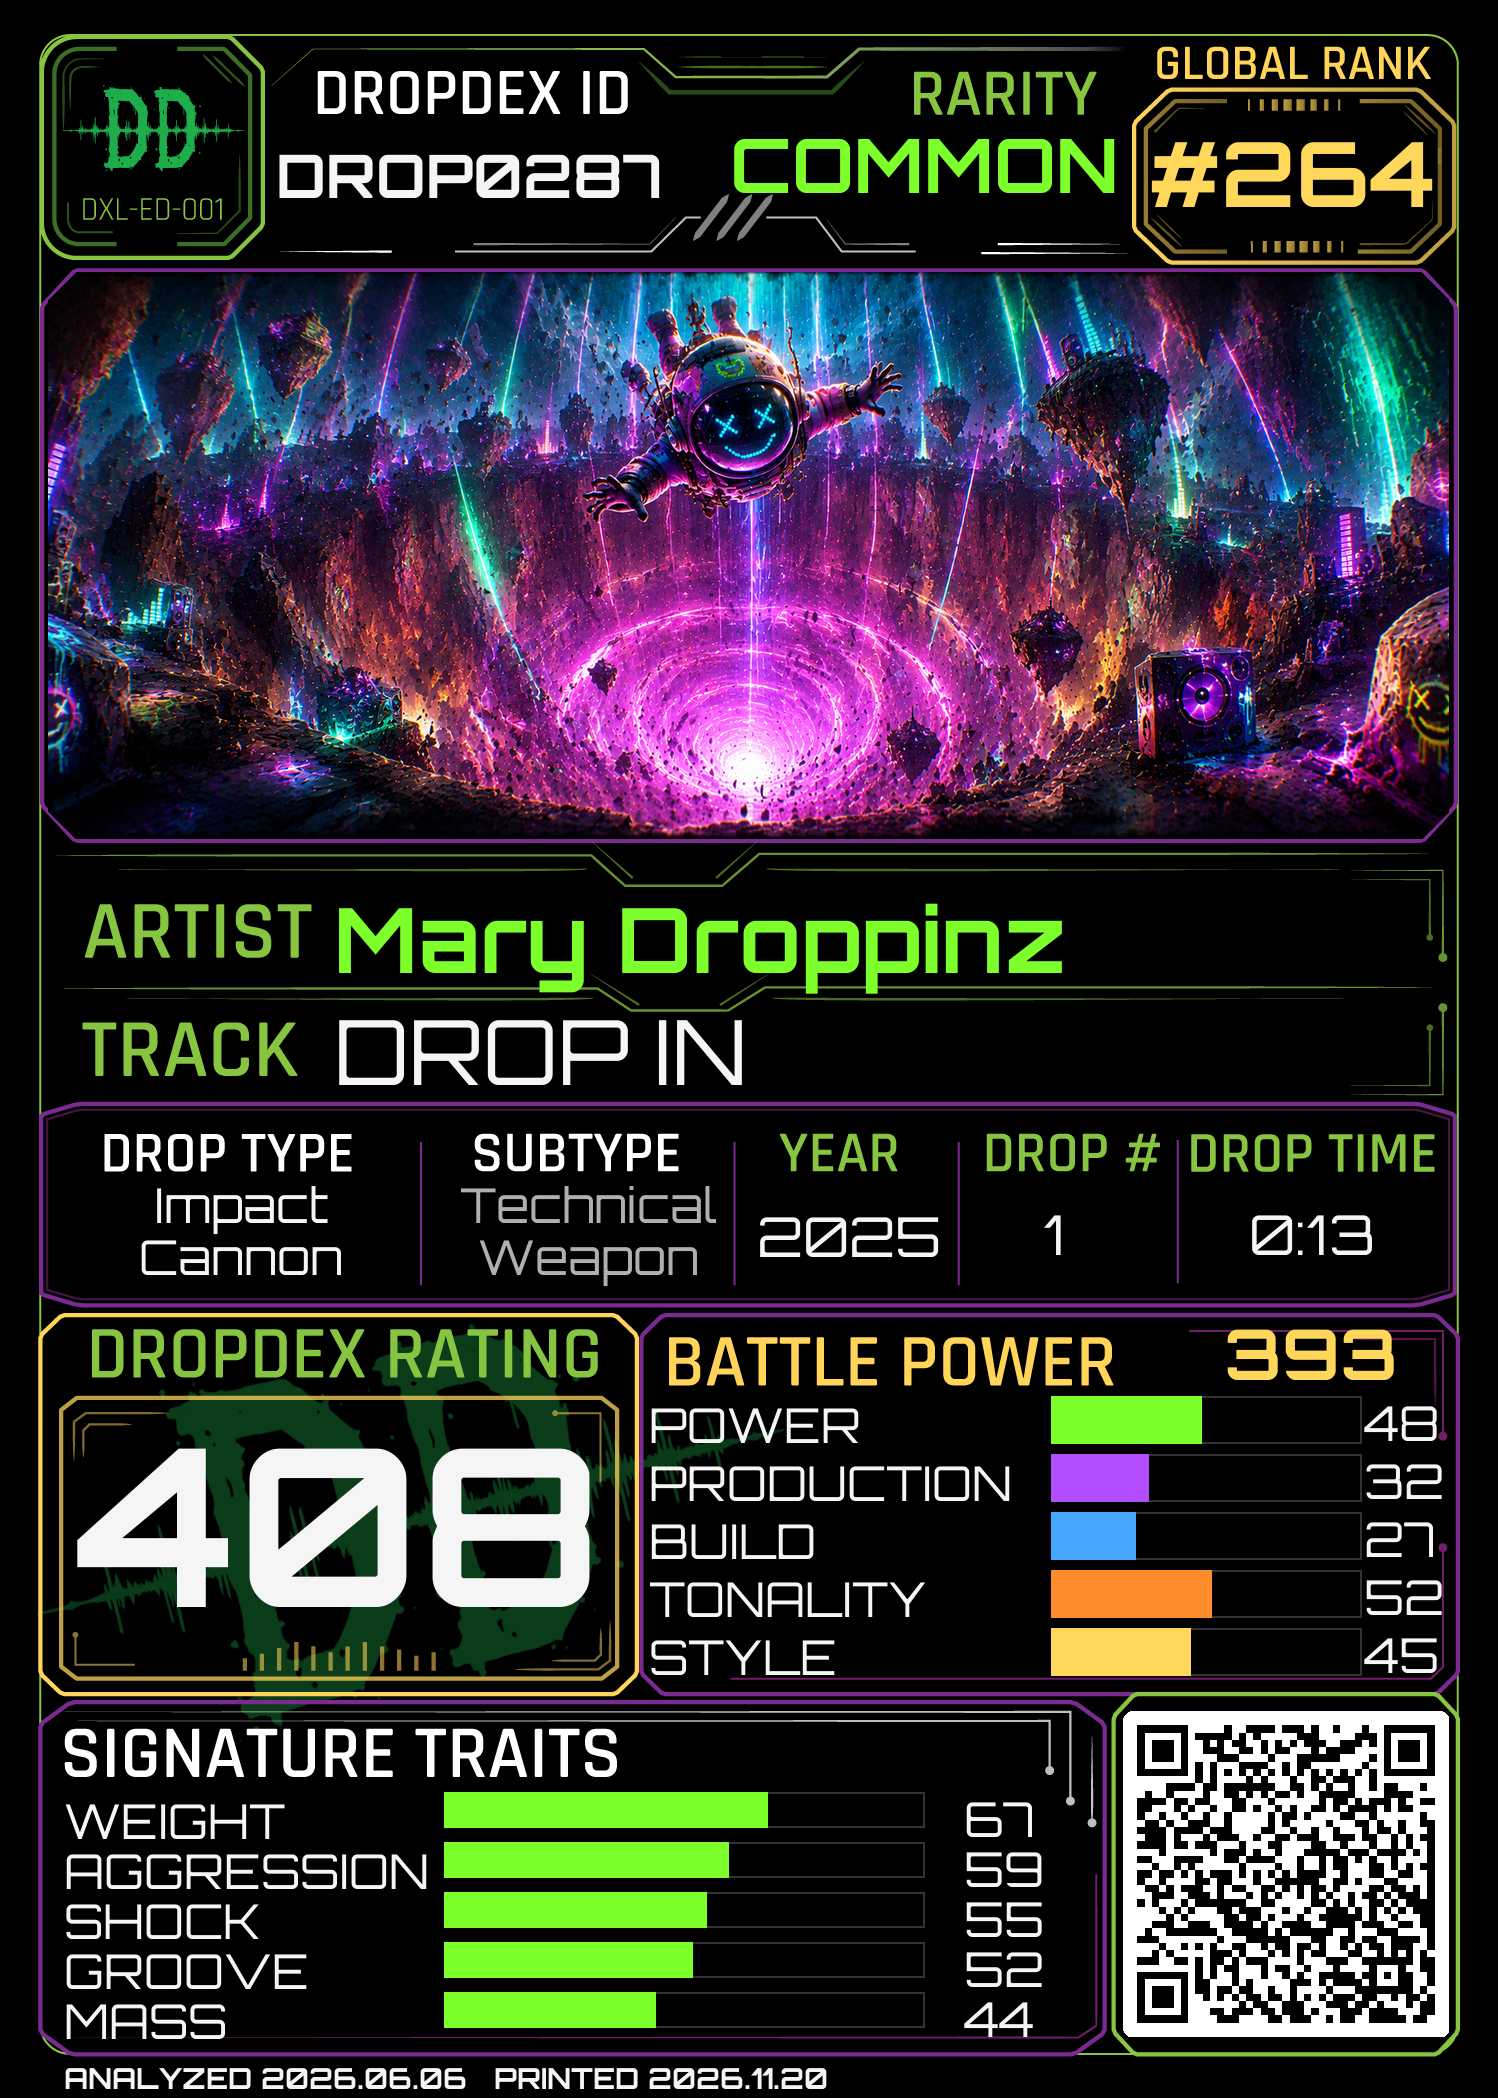 DD
DXL-ED-001
DROPDEX ID
DROP0287
RARITY
COMMON
GLOBAL RANK
#264
ARTIST Mary Droppinz
TRACK DROP IN
DROP TYPE
Impact
Cannon
SUBTYPE
Technical
Weapon
YEAR
2025
DROP #
1
DROP TIME
0:13
DROPDEX RATING
408
BATTLE POWER 393
POWER 48
PRODUCTION 32
BUILD 27
TONALITY 52
STYLE 45
SIGNATURE TRAITS
WEIGHT 67
AGGRESSION 59
SHOCK 55
GROOVE 52
MASS 44
ANALYZED 2026.06.06 PRINTED 2026.11.20